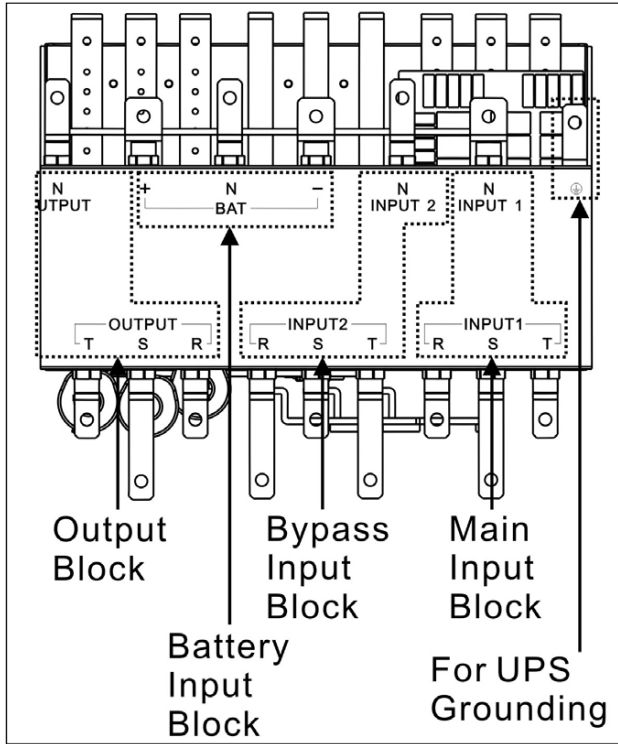 N
UTPUT
+ N −
BAT
N
INPUT 2
N
INPUT 1
OUTPUT
T S R
INPUT2
R S T
INPUT1
R S T
Output
Block
Bypass
Input
Block
Main
Input
Block
Battery
Input
Block
For UPS
Grounding